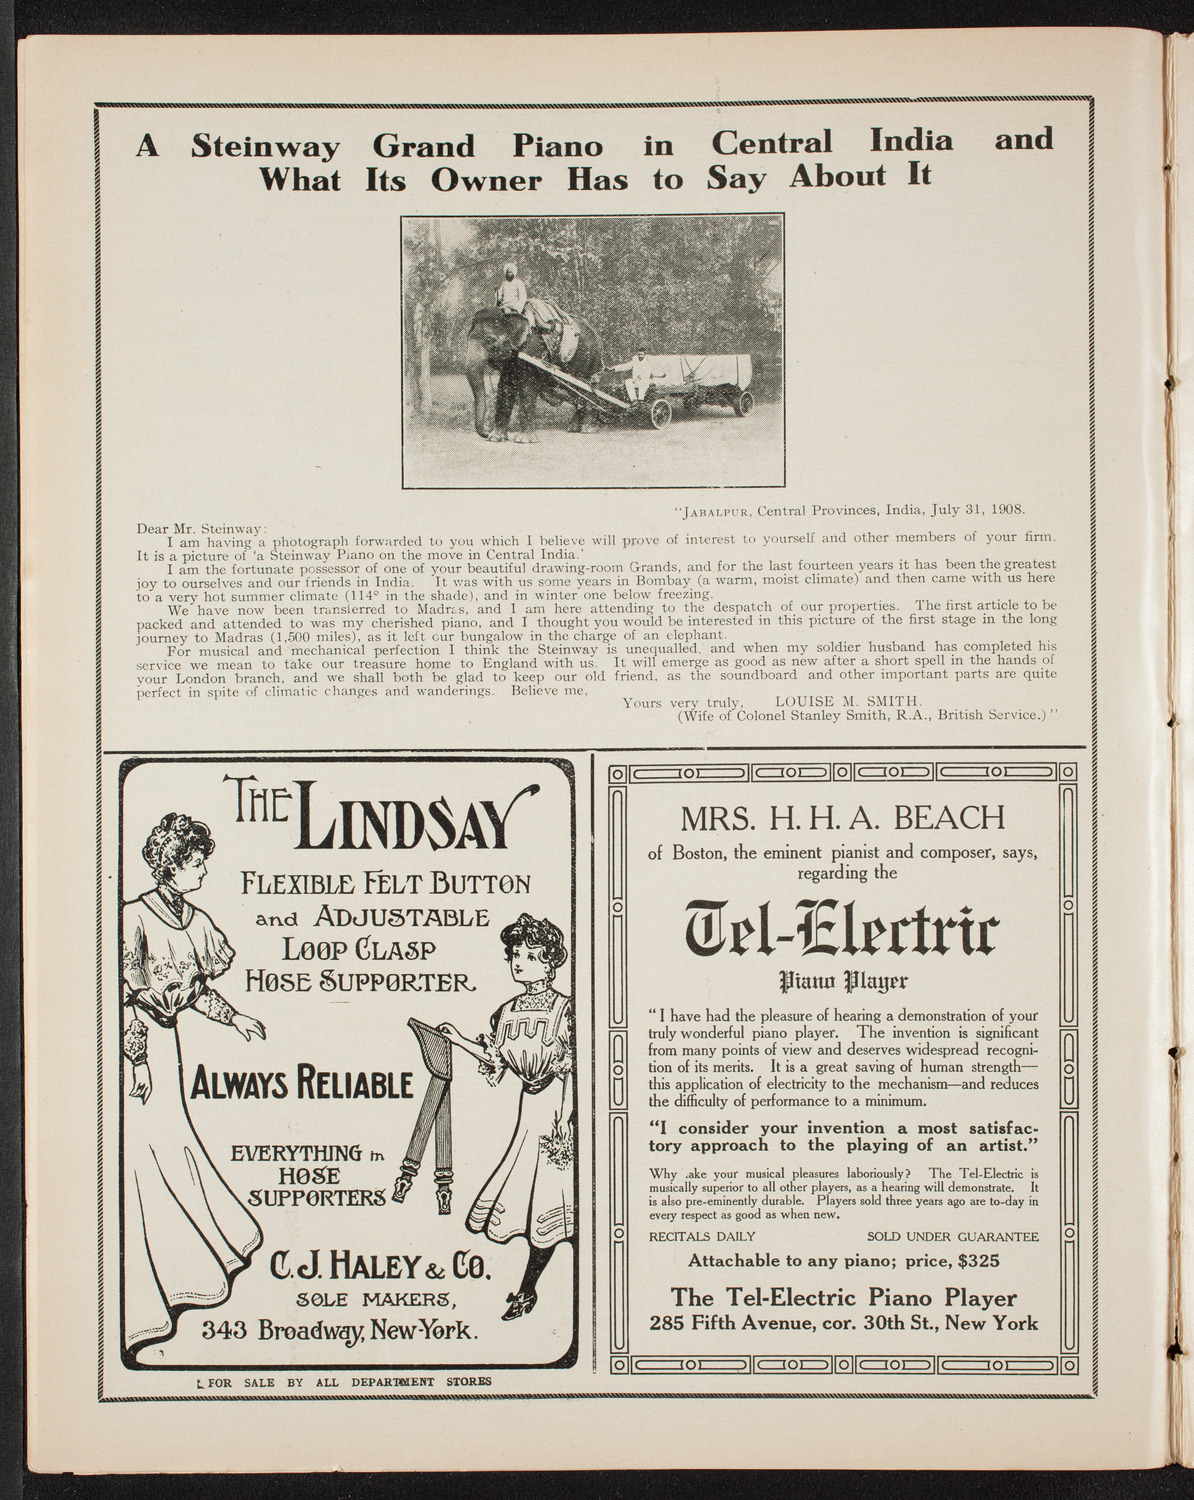 A Steinway Grand Piano in Central India and
What Its Owner Has to Say About It
"Jabalpur, Central Provinces, India, July 31, 1908.
Dear Mr. Steinway:
I am having a photograph forwarded to you which I believe will prove of interest to yourself and other members of your firm.
It is a picture of 'a Steinway Piano on the move in Central India.'
I am the fortunate possessor of one of your beautiful drawing-room Grands, and for the last fourteen years it has been the greatest
joy to ourselves and our friends in India. It was with us some years in Bombay (a warm, moist climate) and then came with us here
to a very hot summer climate (114° in the shade), and in winter one below freezing.
We have now been transferred to Madras, and I am here attending to the despatch of our properties. The first article to be
packed and attended to was my cherished piano, and I thought you would be interested in this picture of the first stage in the long
journey to Madras (1,500 miles), as it left our bungalow in the charge of an elephant.
For musical and mechanical perfection I think the Steinway is unequalled, and when my soldier husband has completed his
service we mean to take our treasure home to England with us. It will emerge as good as new after a short spell in the hands of
your London branch, and we shall both be glad to keep our old friend, as the soundboard and other important parts are quite
perfect in spite of climatic changes and wanderings. Believe me,
Yours very truly, LOUISE M. SMITH.
(Wife of Colonel Stanley Smith, R.A., British Service.)"
THE LINDSAY
FLEXIBLE FELT BUTTON
and ADJUSTABLE
LOOP CLASP
HOSE SUPPORTER.
ALWAYS RELIABLE
EVERYTHING in
HOSE
SUPPORTERS
C.J. HALEY & CO.
SOLE MAKERS,
343 Broadway, New-York.
FOR SALE BY ALL DEPARTMENT STORES
MRS. H. H. A. BEACH
of Boston, the eminent pianist and composer, says,
regarding the
Tel-Electric
Piano Player
"I have had the pleasure of hearing a demonstration of your
truly wonderful piano player. The invention is significant
from many points of view and deserves widespread recogni-
tion of its merits. It is a great saving of human strength—
this application of electricity to the mechanism—and reduces
the difficulty of performance to a minimum.
"I consider your invention a most satisfac-
tory approach to the playing of an artist."
Why .ake your musical pleasures laboriously? The Tel-Electric is
musically superior to all other players, as a hearing will demonstrate. It
is also pre-eminently durable. Players sold three years ago are to-day in
every respect as good as when new.
RECITALS DAILY SOLD UNDER GUARANTEE
Attachable to any piano; price, $325
The Tel-Electric Piano Player
285 Fifth Avenue, cor. 30th St., New York